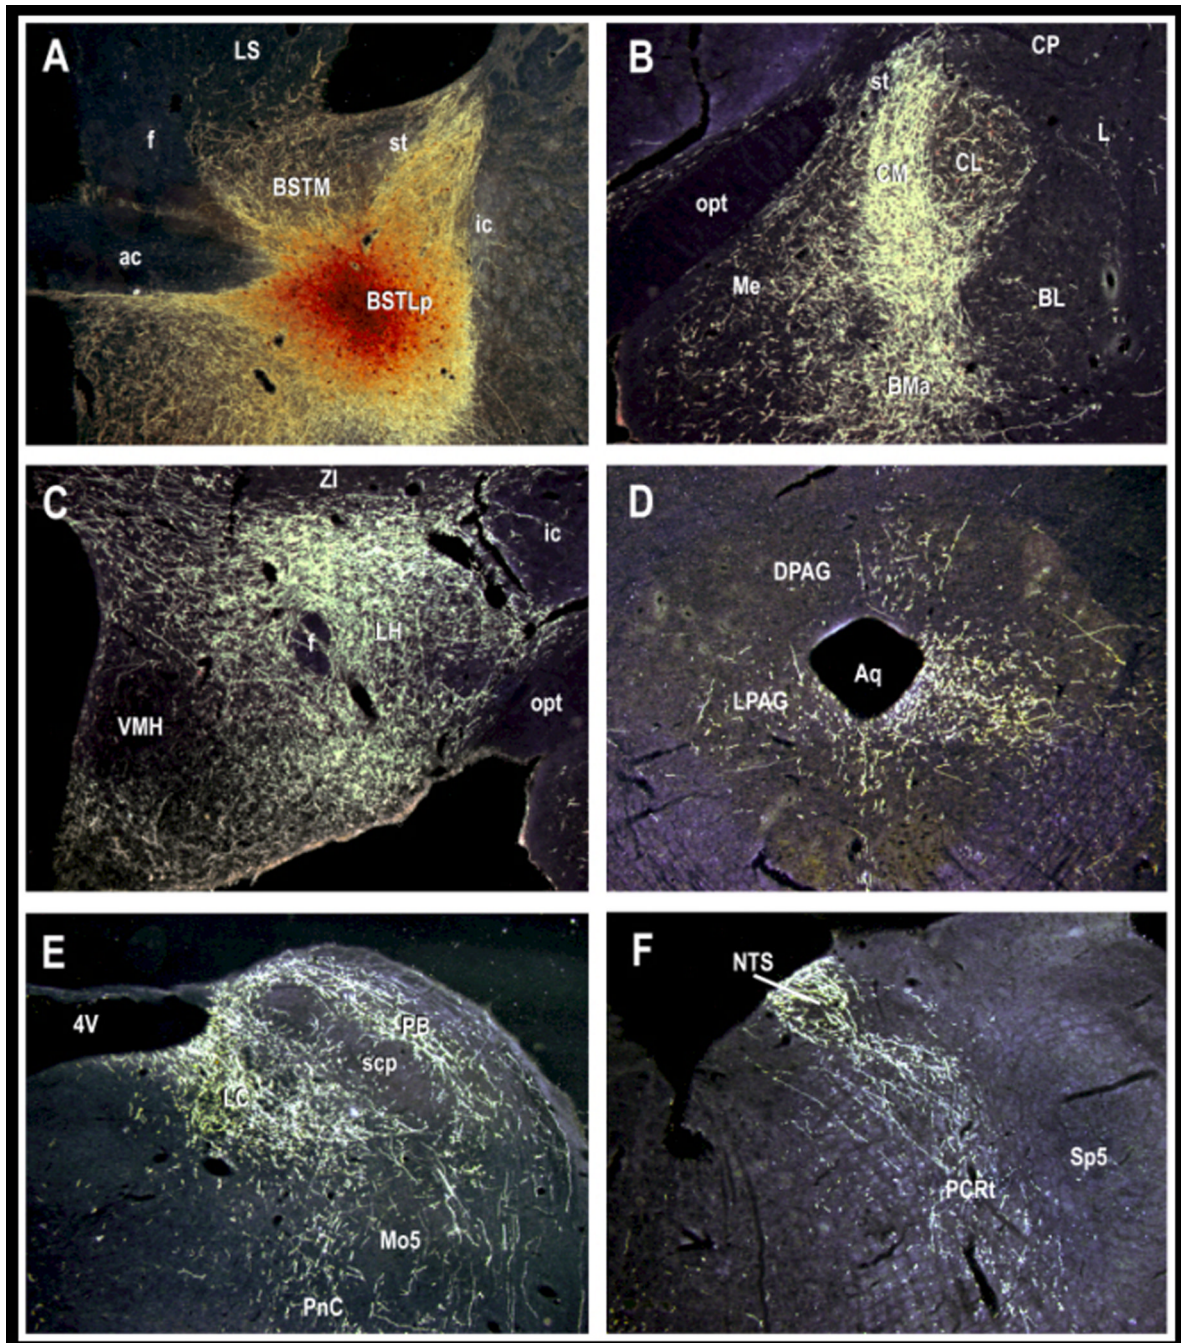 A
LS
f
st
BSTM
ic
ac
BSTLp
B
CP
st
L
CM
CL
opt
Me
BL
BMa
C
ZI
ic
LH
f
opt
VMH
D
DPAG
Aq
LPAG
E
4V
PB
scp
LC
Mo5
PnC
F
NTS
Sp5
PCRt